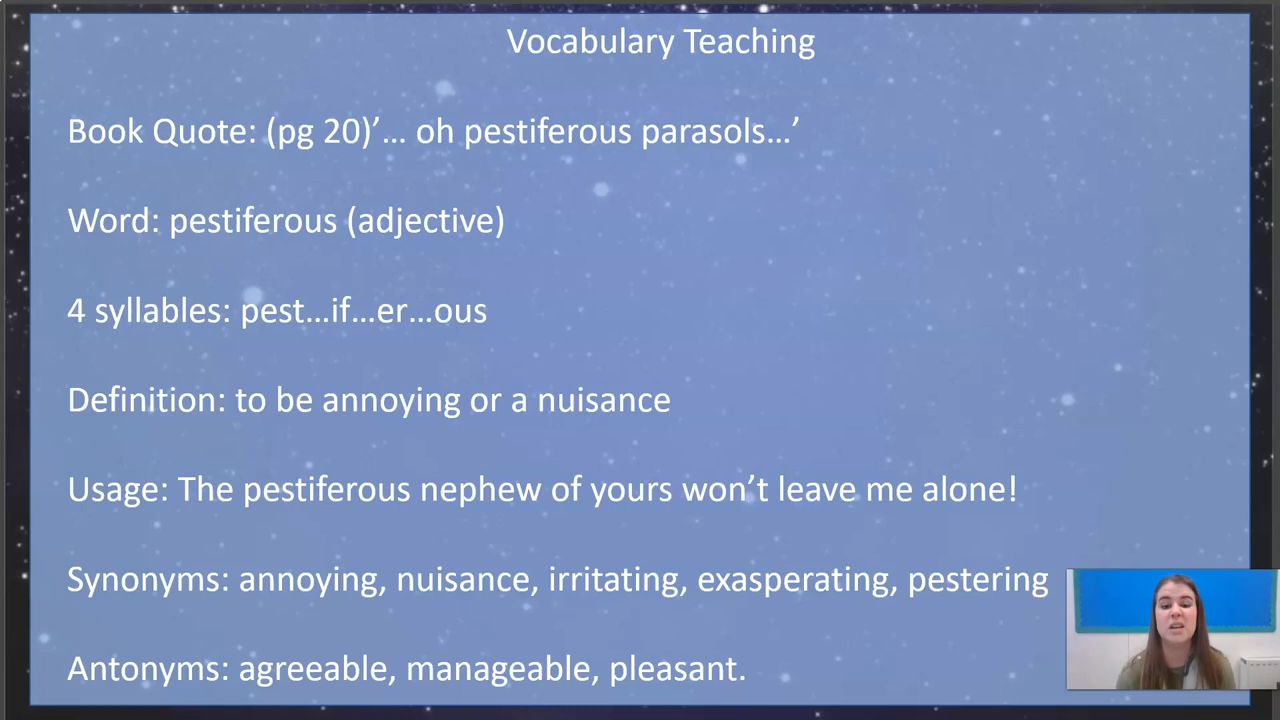 Vocabulary Teaching
Book Quote: (pg 20)’… oh pestiferous parasols…’
Word: pestiferous (adjective)
4 syllables: pest…if…er…ous
Definition: to be annoying or a nuisance
Usage: The pestiferous nephew of yours won’t leave me alone!
Synonyms: annoying, nuisance, irritating, exasperating, pestering
Antonyms: agreeable, manageable, pleasant.